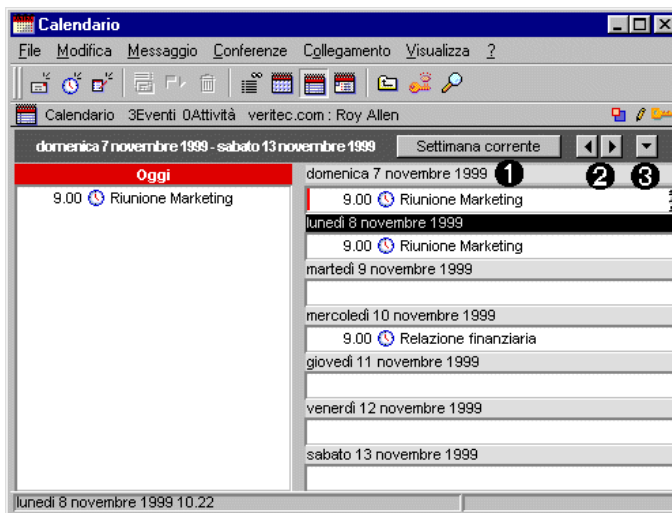 Calendario
File Modifica Messaggio Conferenze Collegamento Visualizza ?
Calendario 3Eventi 0Attività veritec.com : Roy Allen
domenica 7 novembre 1999 - sabato 13 novembre 1999 Settimana corrente
Oggi
9.00 Riunione Marketing
domenica 7 novembre 1999 1 2 3
9.00 Riunione Marketing
lunedì 8 novembre 1999
9.00 Riunione Marketing
martedì 9 novembre 1999
mercoledì 10 novembre 1999
9.00 Relazione finanziaria
giovedì 11 novembre 1999
venerdì 12 novembre 1999
sabato 13 novembre 1999
lunedì 8 novembre 1999 10.22